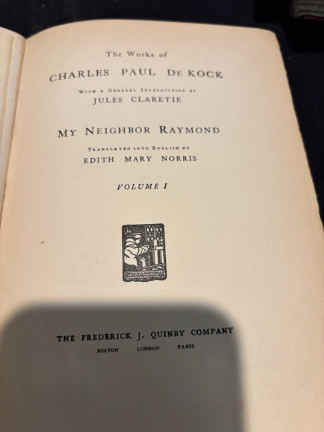 The Works of
CHARLES PAUL DE KOCK
WITH A GENERAL INTRODUCTION BY
JULES CLARETIE
MY NEIGHBOR RAYMOND
TRANSLATED INTO ENGLISH BY
EDITH MARY NORRIS
VOLUME I
THE FREDERICK J. QUINBY COMPANY
BOSTON LONDON PARIS